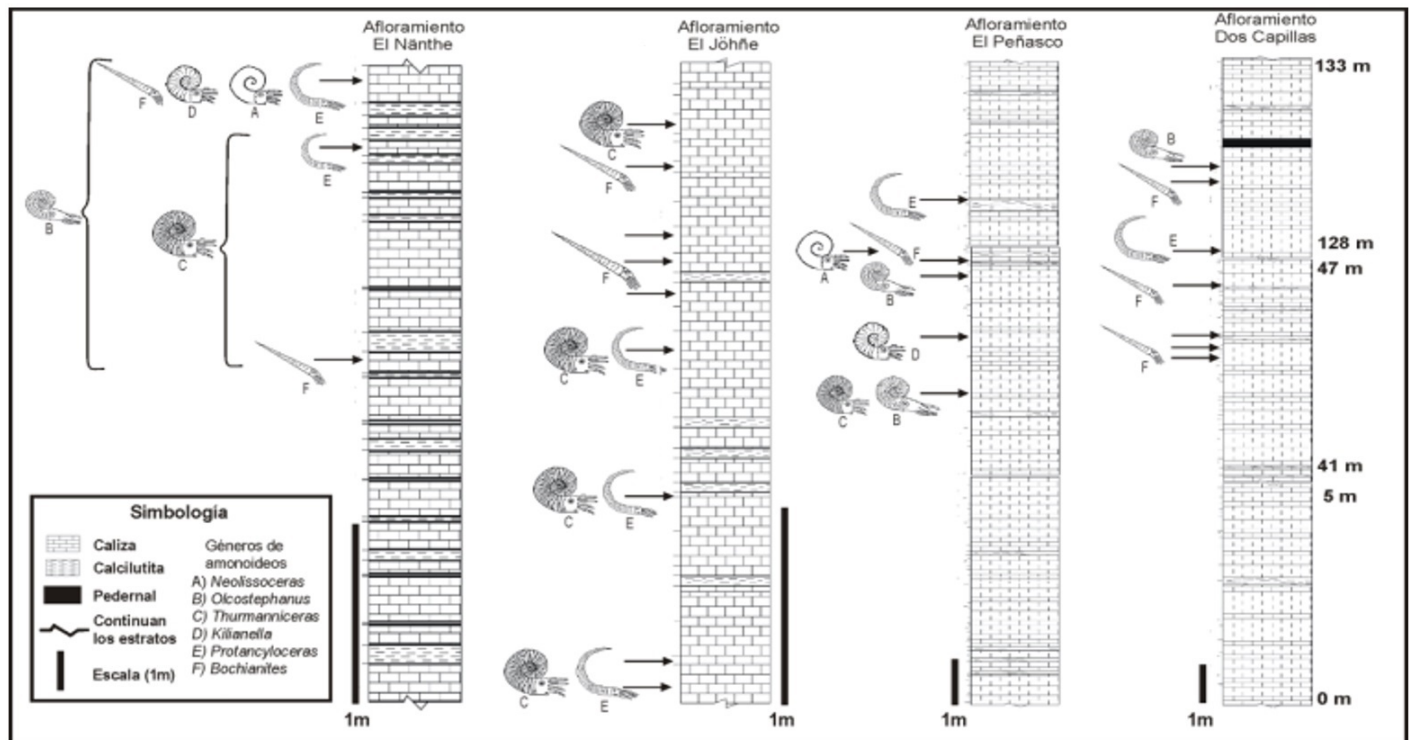 Afloramiento
El Nänthe
Afloramiento
El Jöhñe
Afloramiento
El Peñasco
Afloramiento
Dos Capillas
F
D
A
E
E
B
C
F
C
F
F
C
E
C
E
C
E
E
A
F
B
D
C
B
B
F
E
F
F
133 m
128 m
47 m
41 m
5 m
0 m
1m
1m
1m
1m
Simbología
Caliza
Calcilutita
Pedernal
Continuan
los estratos
Escala (1m)
Géneros de
amonoideos
A) Neolissoceras
B) Olcostephanus
C) Thurmanniceras
D) Kilianella
E) Protancyloceras
F) Bochianites